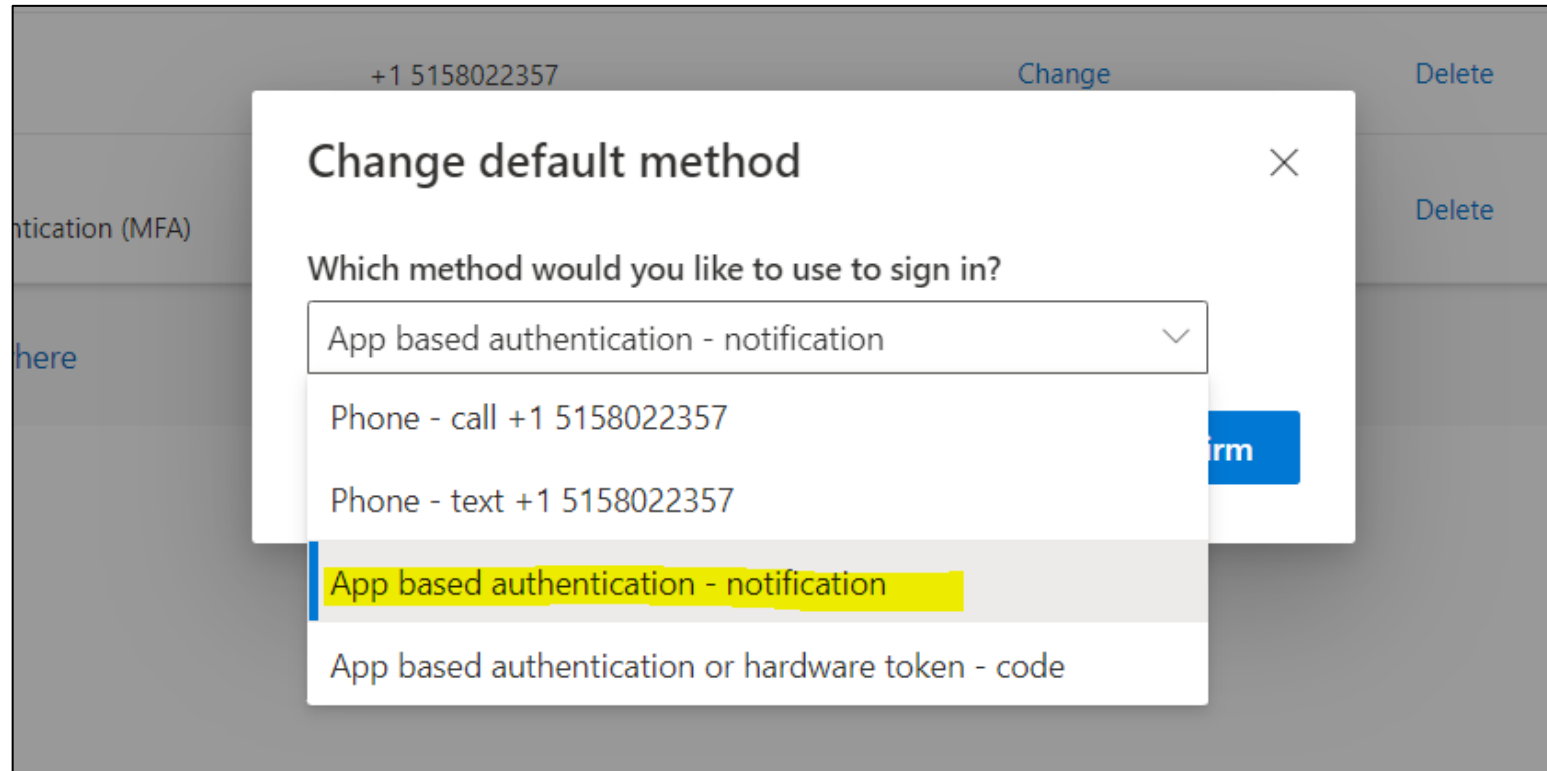 +1 5158022357 Change Delete
Change default method
ntication (MFA) Delete
Which method would you like to use to sign in?
App based authentication - notification
here
Phone - call +1 5158022357
irm
Phone - text +1 5158022357
App based authentication - notification
App based authentication or hardware token - code